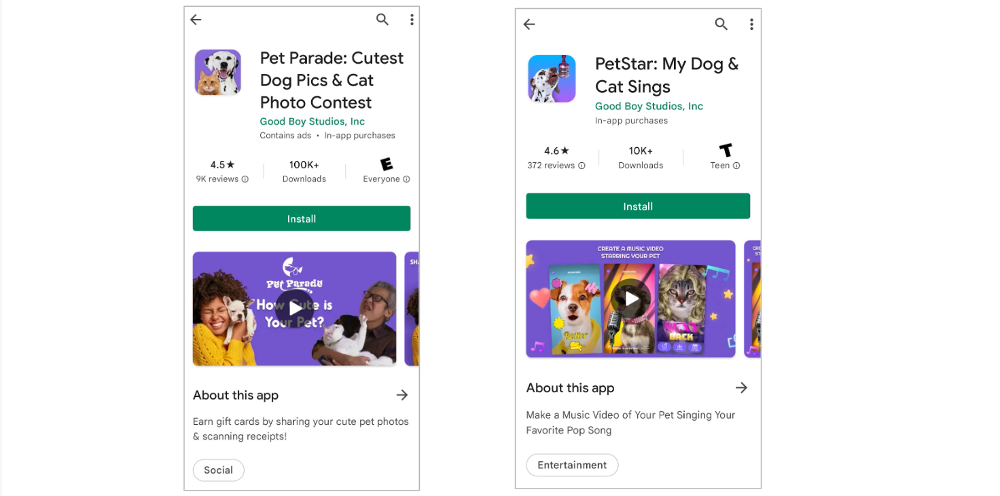 Pet Parade: Cutest
Dog Pics & Cat
Photo Contest
Good Boy Studios, Inc
Contains ads • In-app purchases
4.5★
9K reviews
100K+
Downloads
E
Everyone
Install
Pet Parade
How Cute is
Your Pet?
SH
About this app
Earn gift cards by sharing your cute pet photos
& scanning receipts!
Social
PetStar: My Dog &
Cat Sings
Good Boy Studios, Inc
In-app purchases
4.6★
372 reviews
10K+
Downloads
T
Teen
Install
CREATE A MUSIC VIDEO
STARRING YOUR PET
Butter
BACK
About this app
Make a Music Video of Your Pet Singing Your
Favorite Pop Song
Entertainment